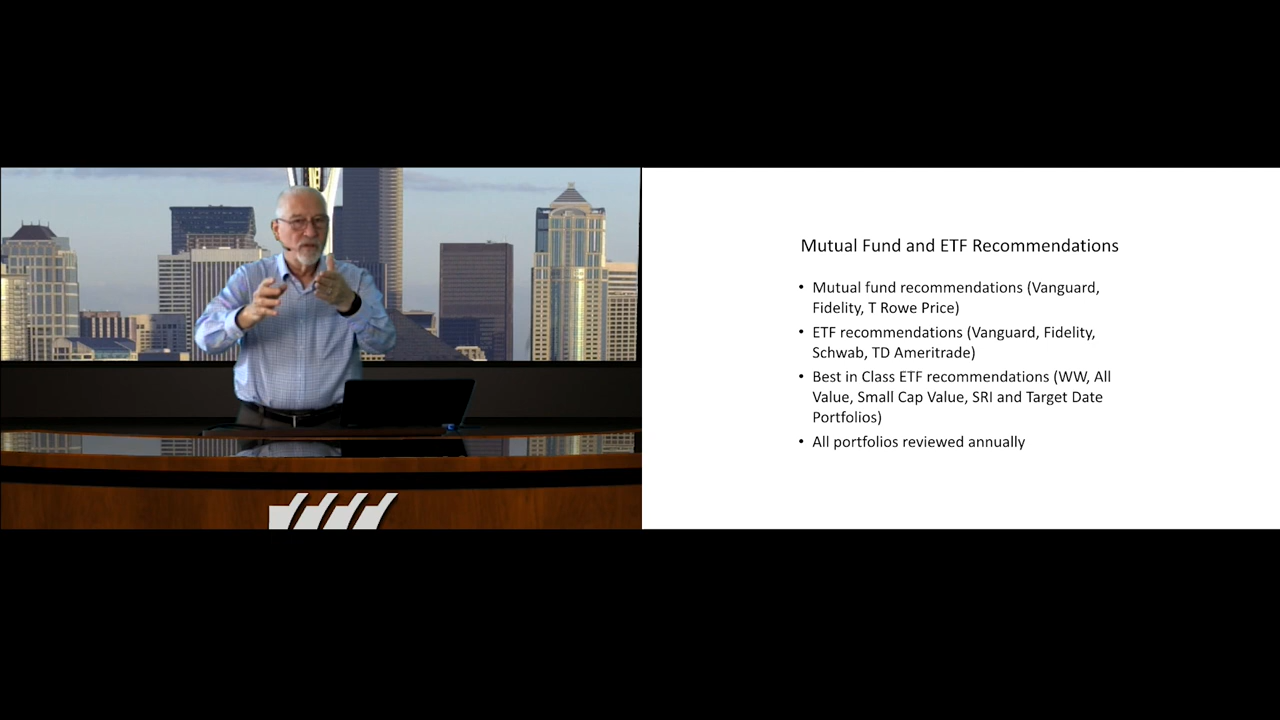 Mutual Fund and ETF Recommendations
• Mutual fund recommendations (Vanguard,
Fidelity, T Rowe Price)
• ETF recommendations (Vanguard, Fidelity,
Schwab, TD Ameritrade)
• Best in Class ETF recommendations (WW, All
Value, Small Cap Value, SRI and Target Date
Portfolios)
• All portfolios reviewed annually